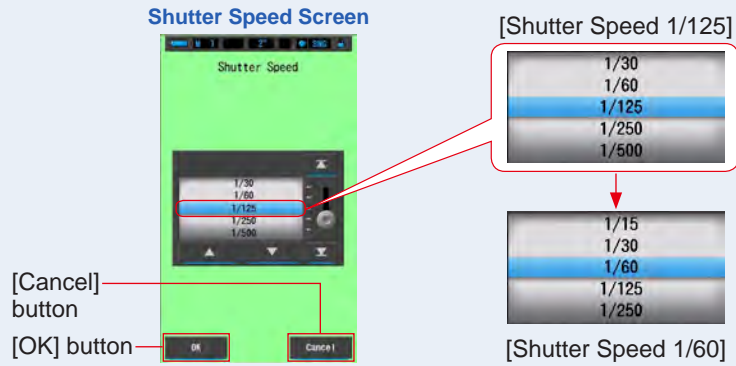 Shutter Speed Screen
Shutter Speed
1/30
1/60
1/125
1/250
1/500
OK
Cancel
[Cancel]
button
[OK] button
[Shutter Speed 1/125]
1/30
1/60
1/125
1/250
1/500
1/15
1/30
1/60
1/125
1/250
[Shutter Speed 1/60]